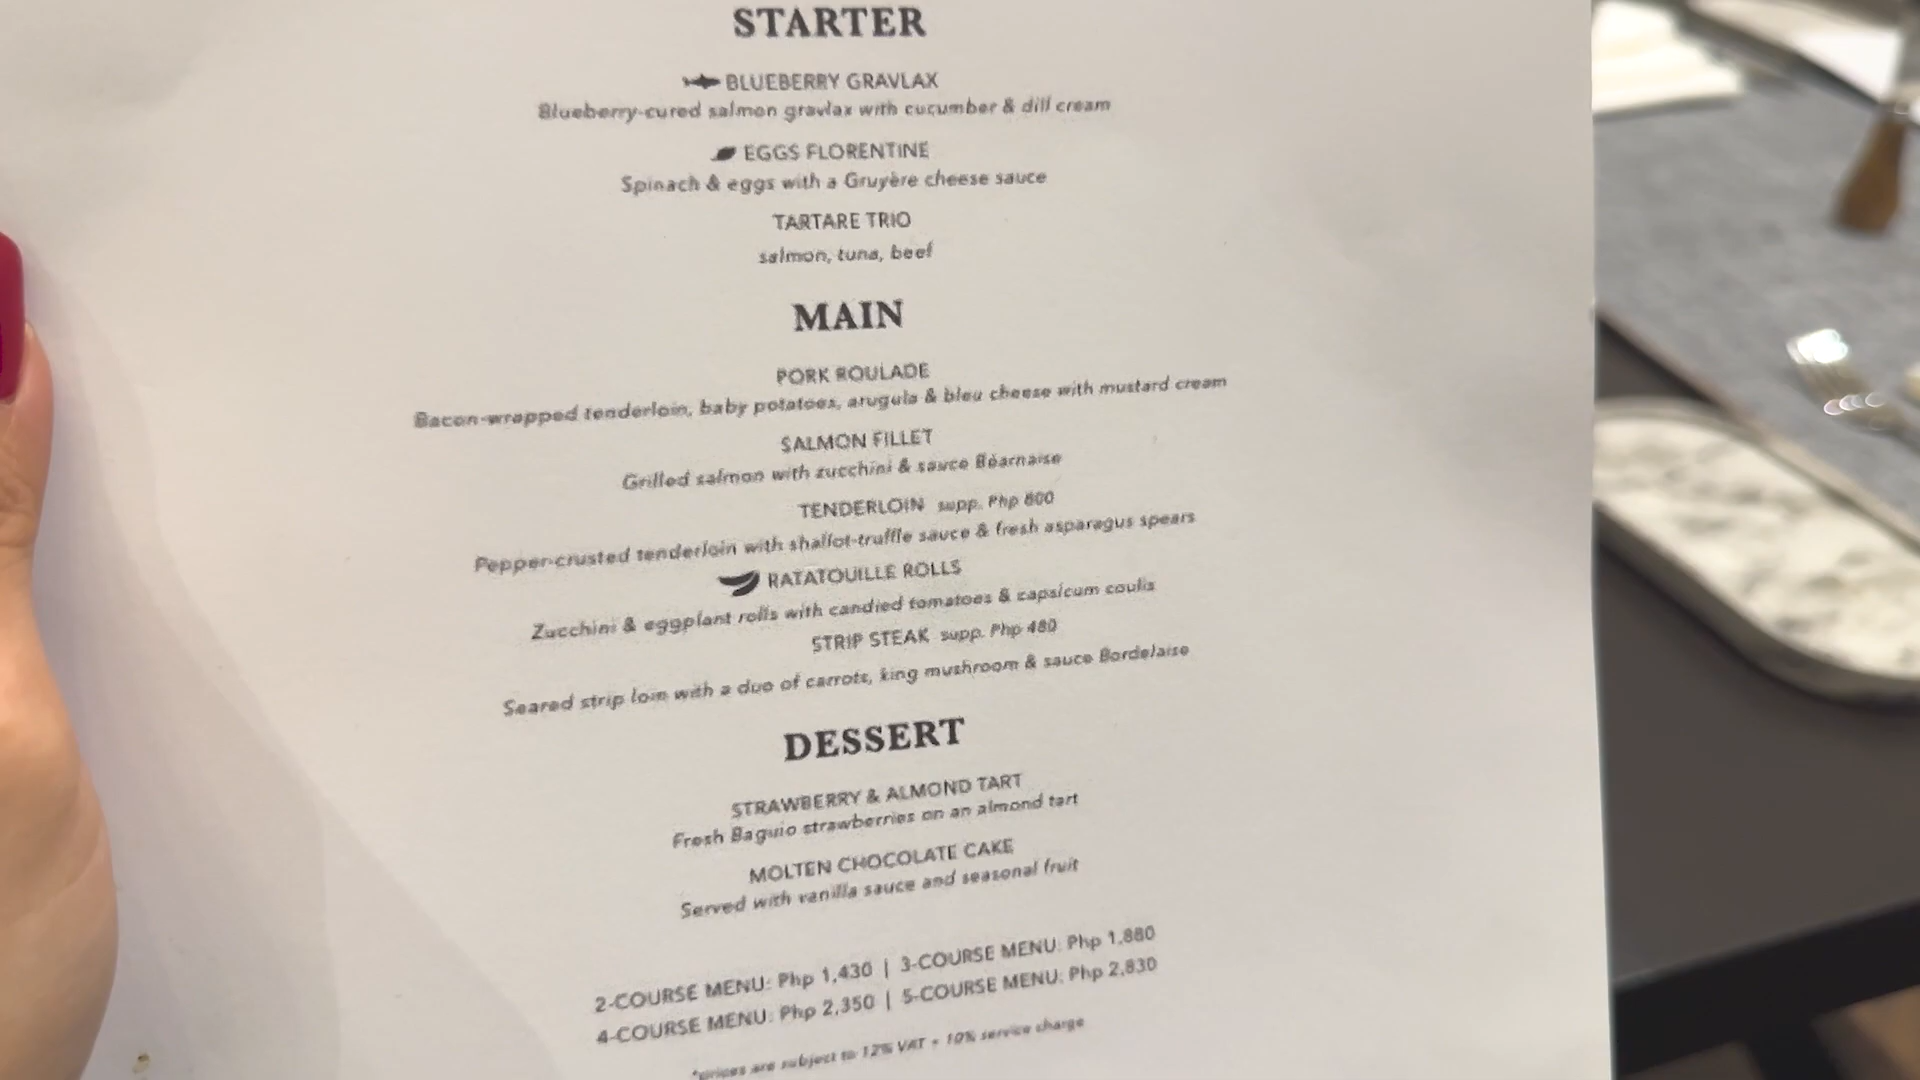 STARTER
BLUEBERRY GRAVLAX
Blueberry-cured salmon gravlax with cucumber & dill cream
EGGS FLORENTINE
Spinach & eggs with a Gruyère cheese sauce
TARTARE TRIO
salmon, tuna, beef
MAIN
PORK ROULADE
Bacon-wrapped tenderloin, baby potatoes, arugula & bleu cheese with mustard cream
SALMON FILLET
Grilled salmon with zucchini & sauce Béarnaise
TENDERLOIN supp. Php 800
Pepper-crusted tenderloin with shallot-truffle sauce & fresh asparagus spears
RATATOUILLE ROLLS
Zucchini & eggplant rolls with candied tomatoes & capsicum coulis
STRIP STEAK supp. Php 480
Seared strip loin with a duo of carrots, king mushroom & sauce Bordelaise
DESSERT
STRAWBERRY & ALMOND TART
Fresh Baguio strawberries on an almond tart
MOLTEN CHOCOLATE CAKE
Served with vanilla sauce and seasonal fruit
2-COURSE MENU: Php 1,430 | 3-COURSE MENU: Php 1,880
4-COURSE MENU: Php 2,350 | 5-COURSE MENU: Php 2,830
*prices are subject to 12% VAT + 10% service charge